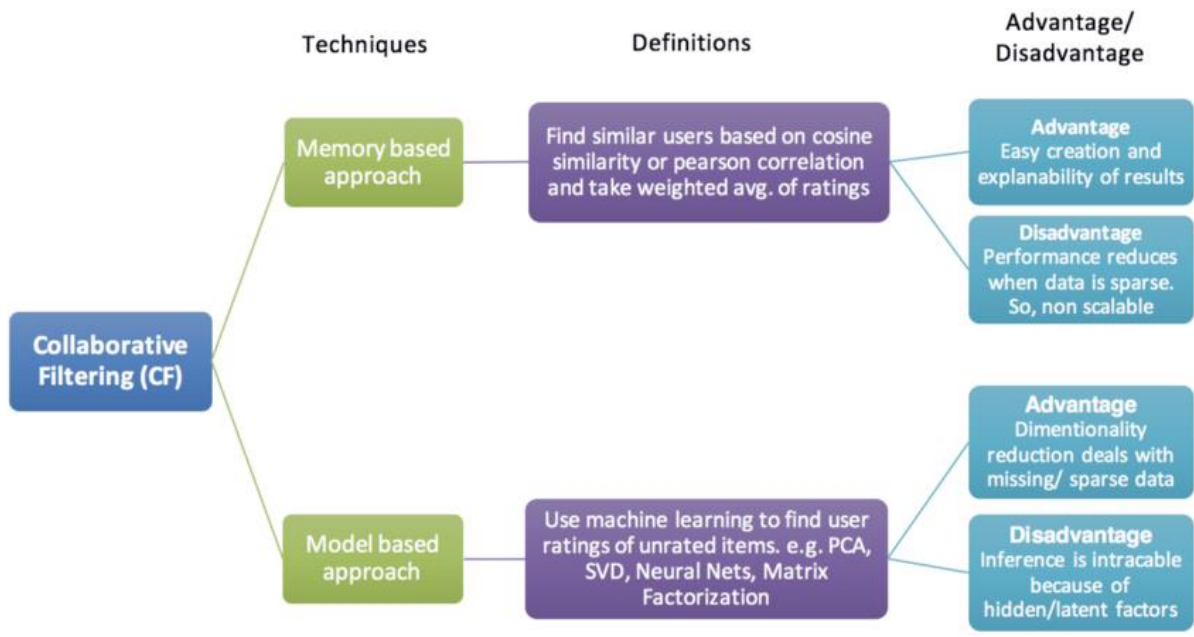 Techniques
Definitions
Advantage/
Disadvantage
Collaborative
Filtering (CF)
Memory based
approach
Find similar users based on cosine
similarity or pearson correlation
and take weighted avg. of ratings
Advantage
Easy creation and
explanability of results
Disadvantage
Performance reduces
when data is sparse.
So, non scalable
Model based
approach
Use machine learning to find user
ratings of unrated items. e.g. PCA,
SVD, Neural Nets, Matrix
Factorization
Advantage
Dimentionality
reduction deals with
missing/ sparse data
Disadvantage
Inference is intracable
because of
hidden/latent factors